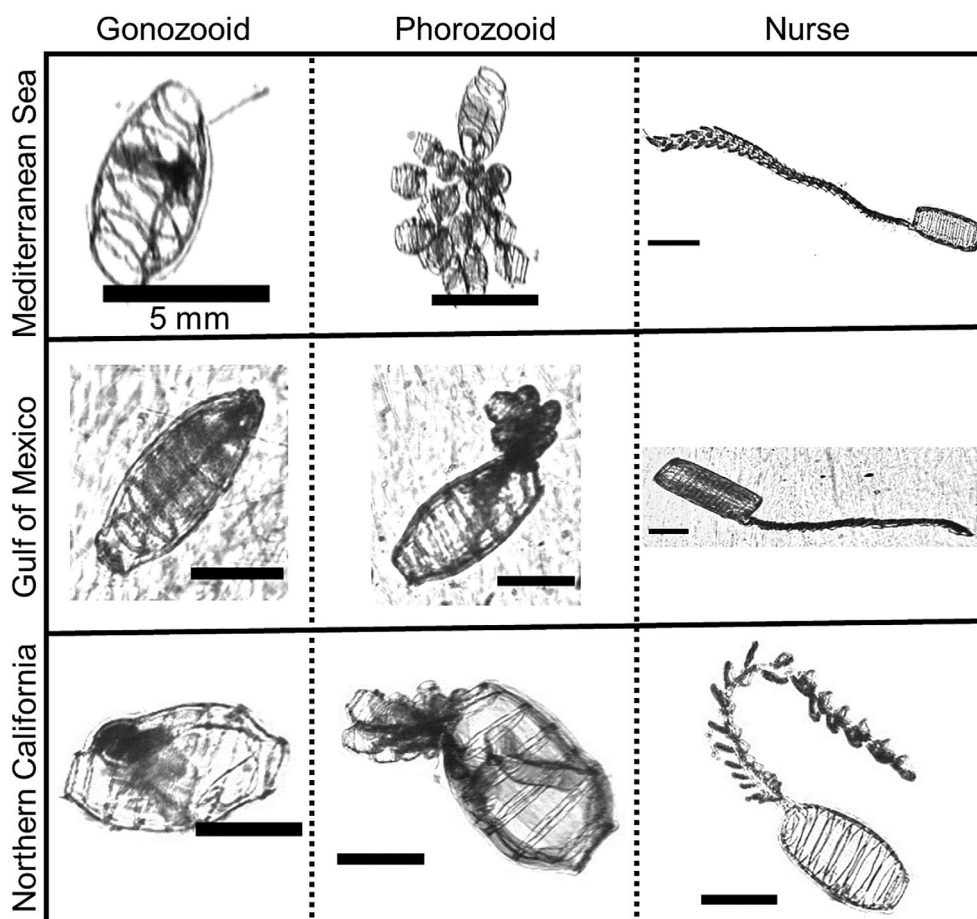 Gonozooid
Phorozooid
Nurse
Mediterranean Sea
5 mm
Gulf of Mexico
Northern California